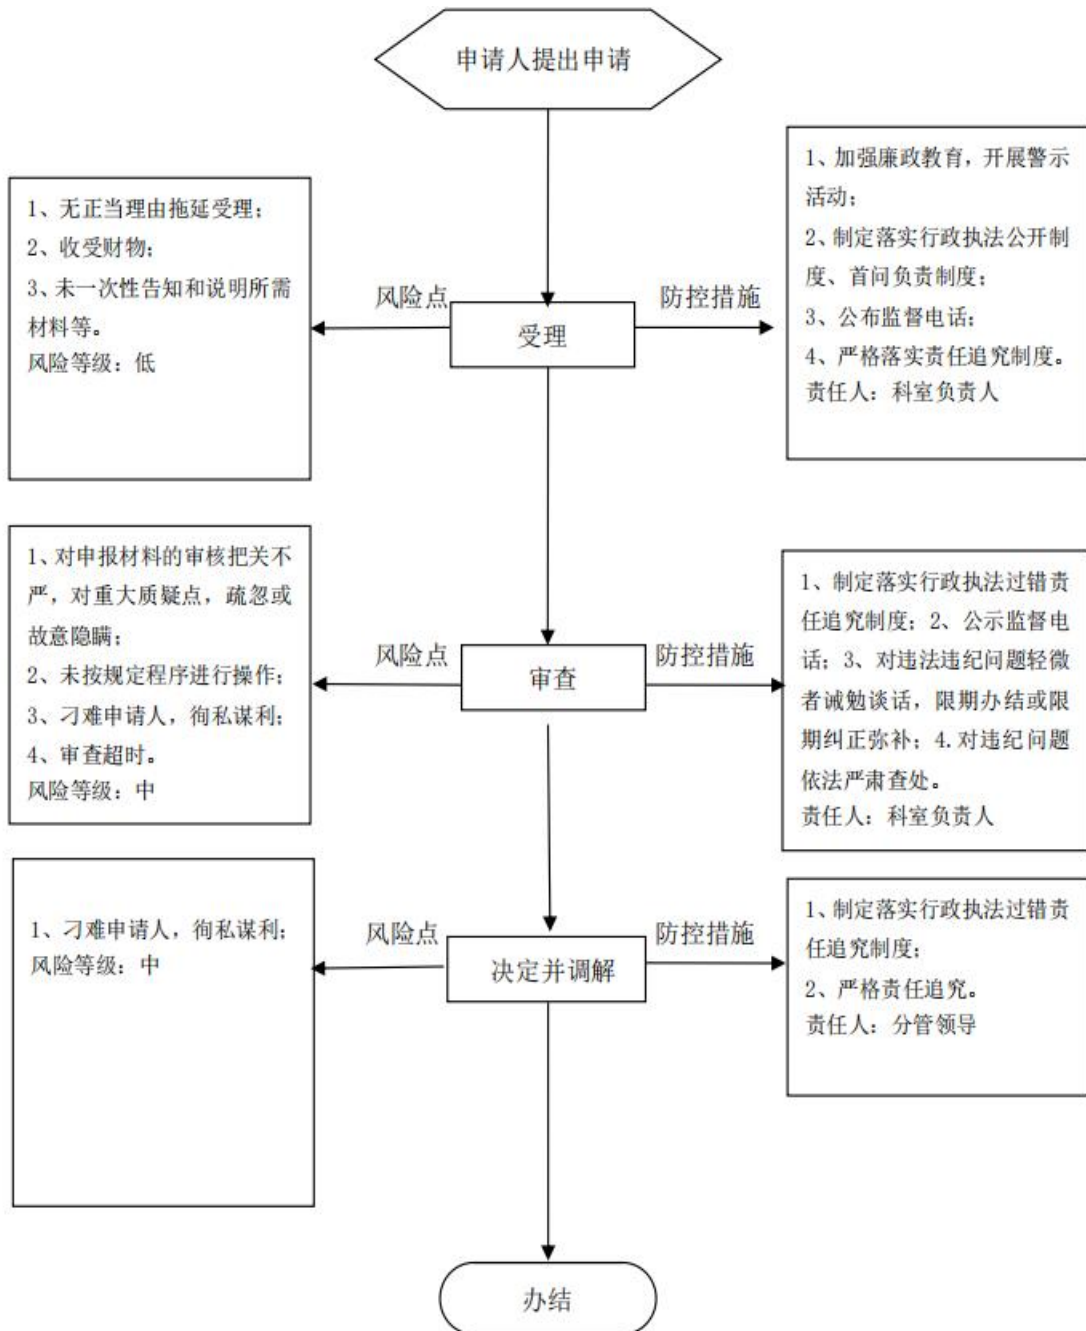 申请人提出申请
1、无正当理由拖延受理；
2、收受财物；
3、未一次性告知和说明所需
材料等。
风险等级：低
风险点
受理
防控措施
1、加强廉政教育，开展警示
活动；
2、制定落实行政执法公开制
度、首问负责制度；
3、公布监督电话；
4、严格落实责任追究制度。
责任人：科室负责人
1、对申报材料的审核把关不
严，对重大质疑点，疏忽或
故意隐瞒；
2、未按规定程序进行操作；
3、刁难申请人，徇私谋利；
4、审查超时。
风险等级：中
风险点
审查
防控措施
1、制定落实行政执法过错责
任追究制度；2、公示监督电
话；3、对违法违纪问题轻微
者诫勉谈话，限期办结或限
期纠正弥补；4.对违纪问题
依法严肃查处。
责任人：科室负责人
1、刁难申请人，徇私谋利；
风险等级：中
风险点
决定并调解
防控措施
1、制定落实行政执法过错责
任追究制度；
2、严格责任追究。
责任人：分管领导
办结